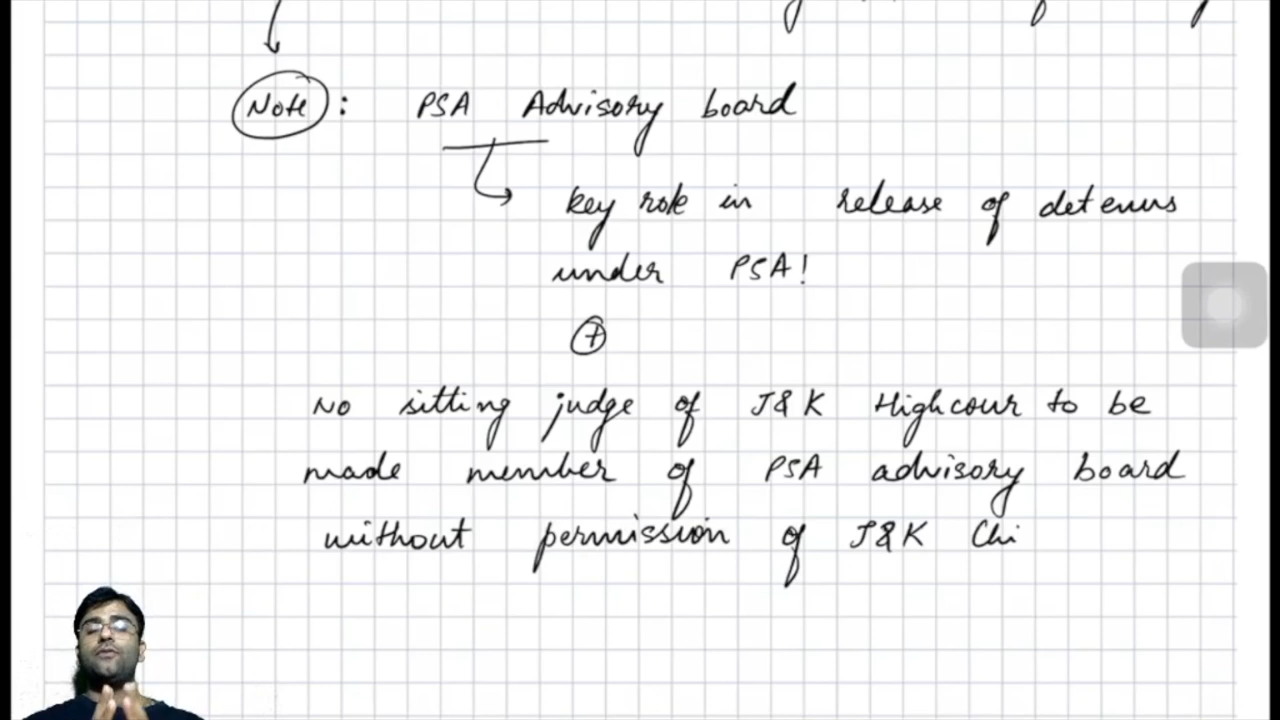 Note : PSA Advisory board
key role in release of detenus
under PSA!
+
No sitting judge of J&K Highcour to be
made member of PSA advisory board
without permission of J&K Chi